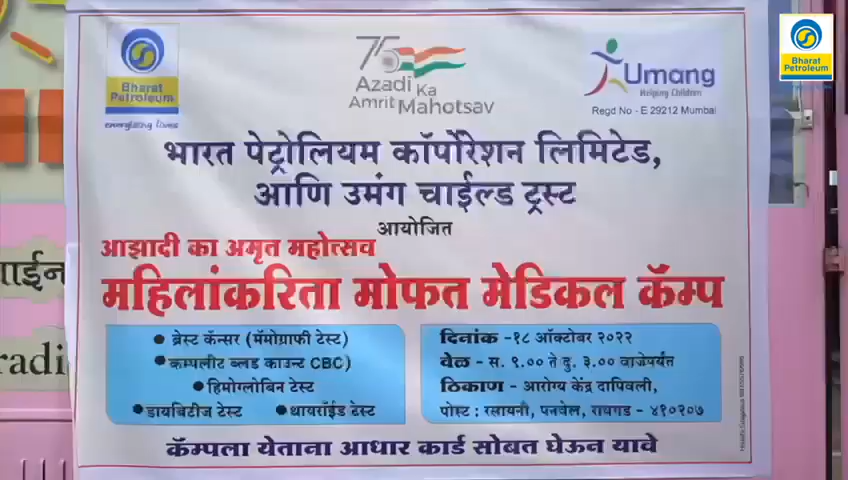 Bharat
Petroleum
energising lives
75
Azadi Ka
Amrit Mahotsav
Umang
Helping Children
Regd No - E 29212 Mumbai
Bharat
Petroleum
भारत पेट्रोलियम कॉर्पोरेशन लिमिटेड,
आणि उमंग चाईल्ड ट्रस्ट
आयोजित
आझादी का अमृत महोत्सव
महिलांकरिता मोफत मेडिकल कॅम्प
• ब्रेस्ट कॅन्सर (मॅमोग्राफी टेस्ट)
• कम्पलीट ब्लड काउन्ट CBC)
• हिमोग्लोबिन टेस्ट
• डायबिटीज टेस्ट • थायरॉईड टेस्ट
दिनांक -१८ ऑक्टोबर २०२२
वेळ - स. ९.०० ते दु. ३.०० वाजेपर्यंत
ठिकाण - आरोग्य केंद्र दापिवली,
पोस्ट : रसायनी, पनवेल, रायगड - ४१०२०७
कॅम्पला येताना आधार कार्ड सोबत घेऊन यावे
गाईन
radi